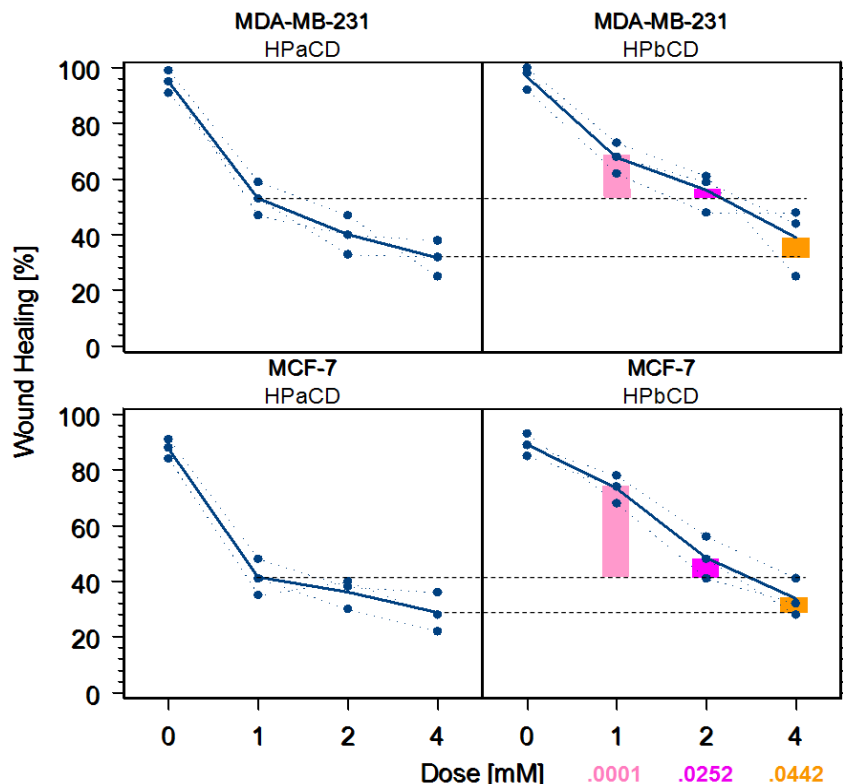 MDA-MB-231 MDA-MB-231
HPaCD HPbCD
100
80
60
40
20
0
MCF-7 MCF-7
HPaCD HPbCD
100
80
60
40
20
0
Wound Healing [%]
0 1 2 4 0 1 2 4
Dose [mM] .0001 .0252 .0442